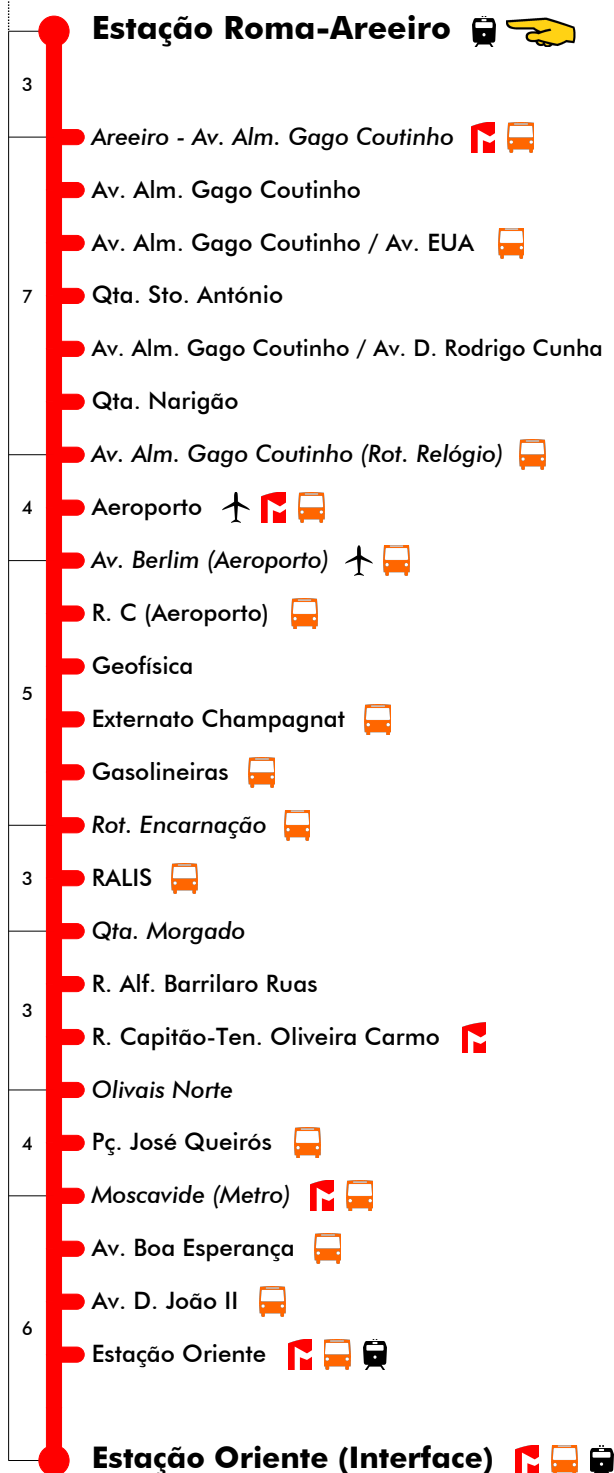 Estação Roma-Areeiro
3
Areeiro - Av. Alm. Gago Coutinho
Av. Alm. Gago Coutinho
Av. Alm. Gago Coutinho / Av. EUA
7
Qta. Sto. António
Av. Alm. Gago Coutinho / Av. D. Rodrigo Cunha
Qta. Narigão
Av. Alm. Gago Coutinho (Rot. Relógio)
4
Aeroporto
Av. Berlim (Aeroporto)
R. C (Aeroporto)
Geofísica
5
Externato Champagnat
Gasolineiras
Rot. Encarnação
3
RALIS
Qta. Morgado
R. Alf. Barrilaro Ruas
3
R. Capitão-Ten. Oliveira Carmo
Olivais Norte
4
Pç. José Queirós
Moscavide (Metro)
Av. Boa Esperança
Av. D. João II
6
Estação Oriente
Estação Oriente (Interface)